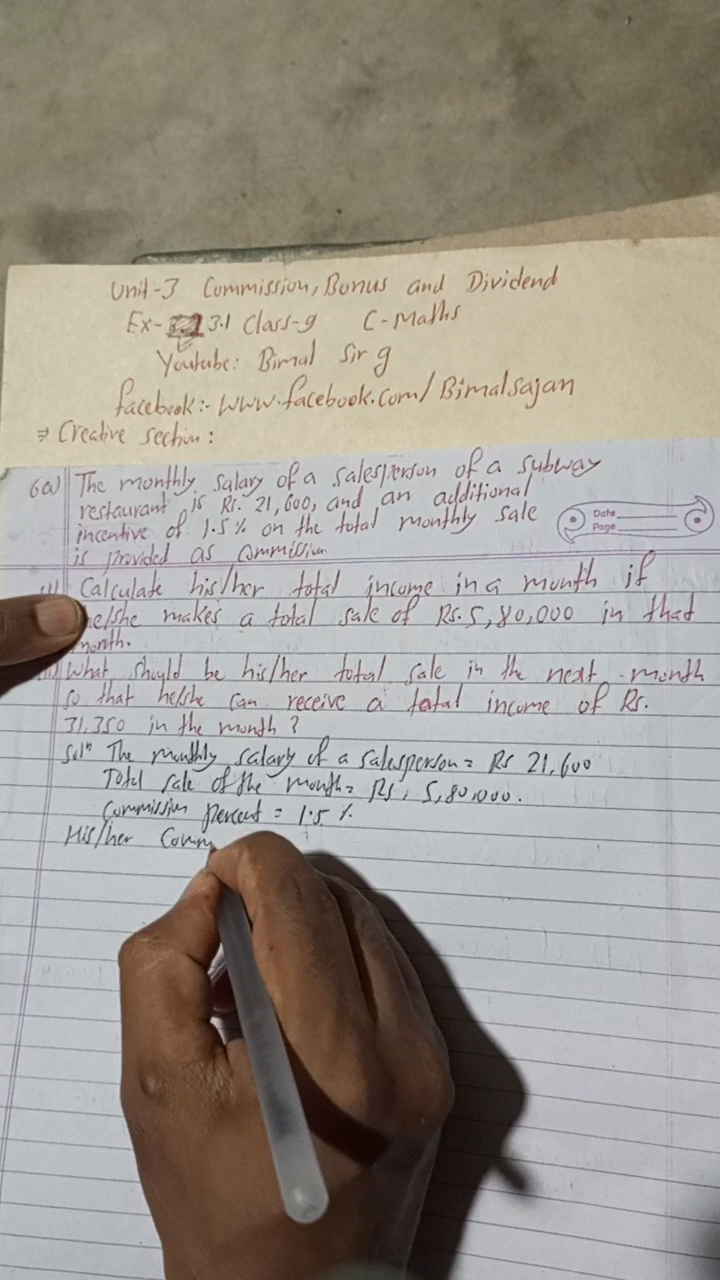 Unit-3 Commission, Bonus and Dividend
Ex- 3.1 Class-9 C-Maths
Youtube: Bimal Sir g
facebook:- www.facebook.com/Bimalsajan
⇒ Creative section:
6a) The monthly salary of a salesperson of a subway
restaurant is Rs. 21,600, and an additional
incentive of 1.5% on the total monthly sale
is provided as commission
Date
Page
Calculate his/her total income in a month if
he/she makes a total sale of Rs. 5,80,000 in that
month.
What should be his/her total sale in the next month
so that he/she can receive a total income of Rs.
31,350 in the month?
Solⁿ The monthly salary of a salesperson = Rs 21,600
Total sale of the month = Rs, 5,80,000.
Commission percent = 1.5 %.
His/her Comm